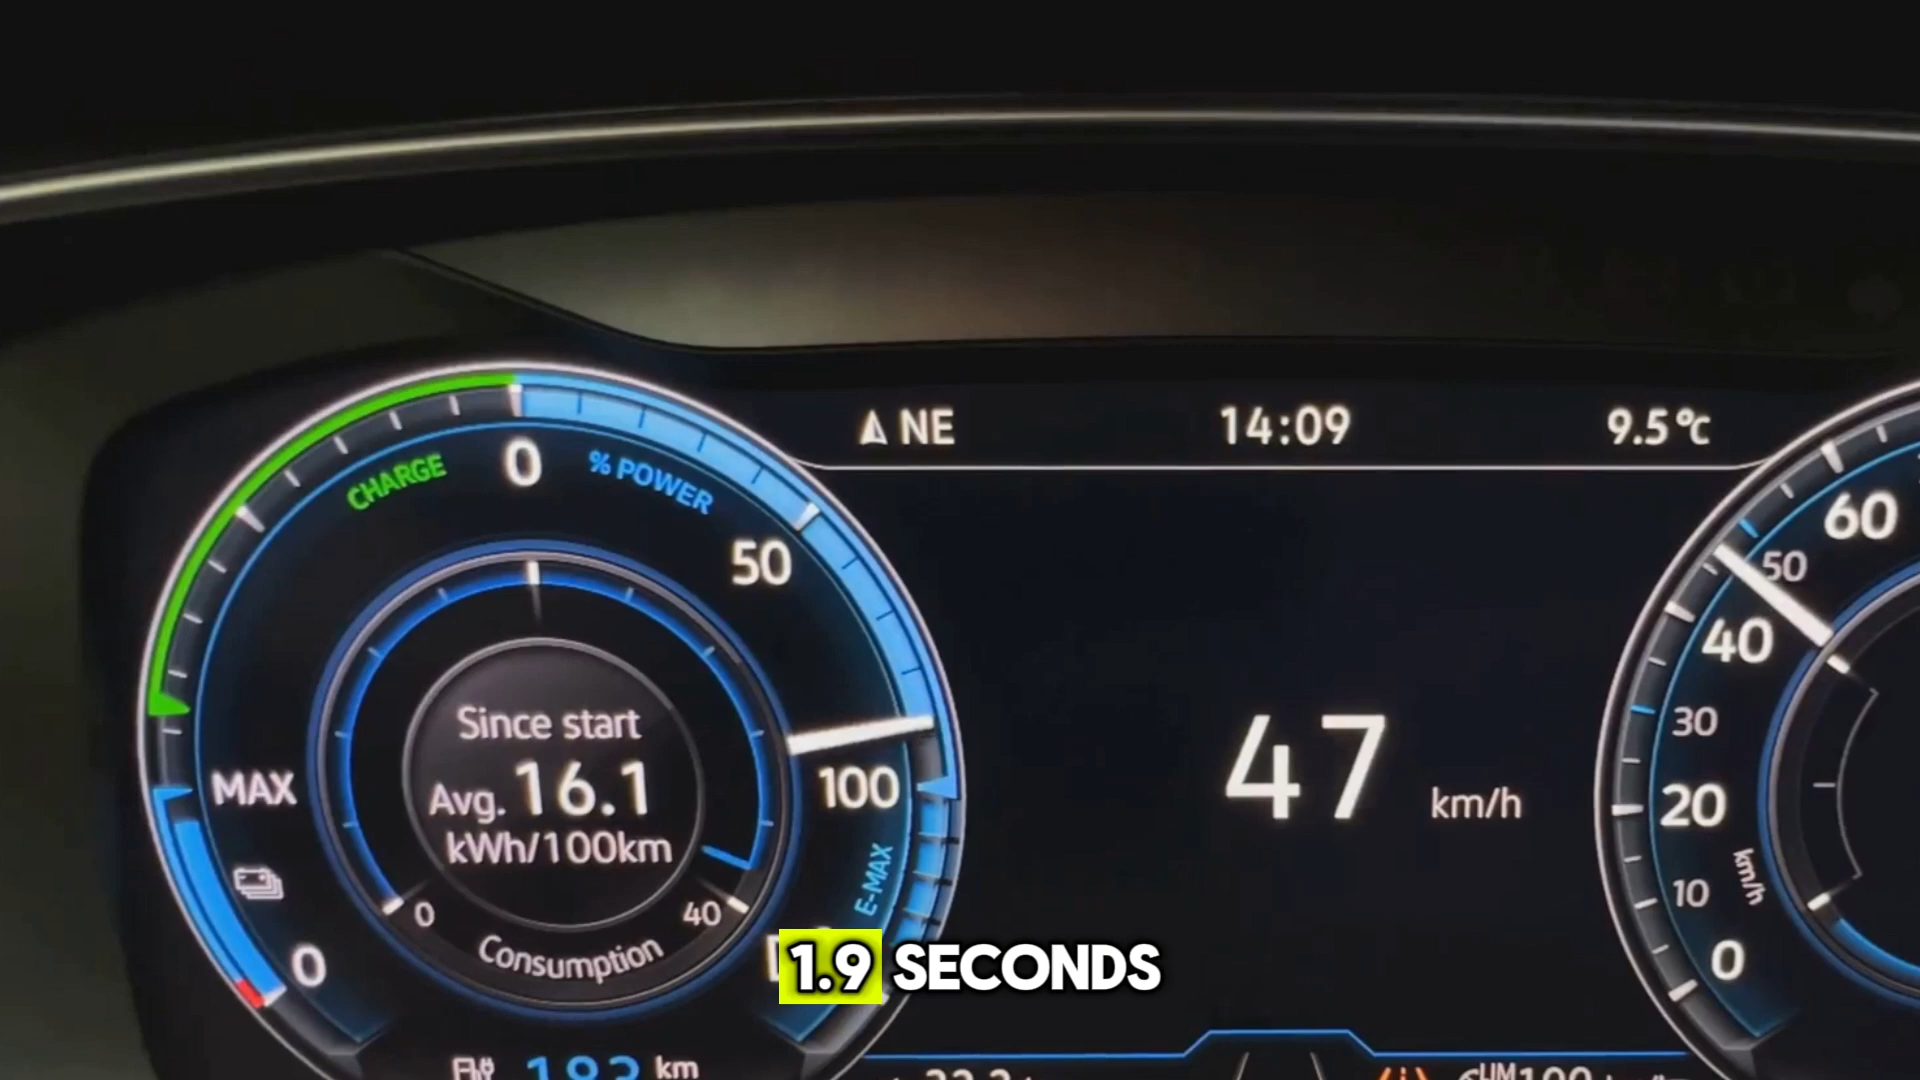 NE 14:09 9.5°C
CHARGE 0 % POWER
50
100
E-MAX
MAX
0
Since start
Avg. 16.1
kWh/100km
0 40
Consumption
km
47 km/h
60
50
40
30
20
10
0
km/h
1.9 SECONDS